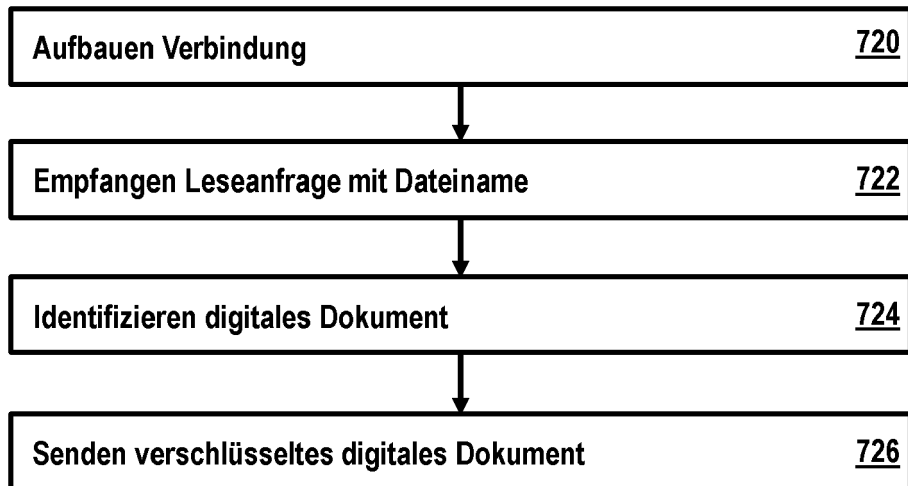 Aufbauen Verbindung 720
Empfangen Leseanfrage mit Dateiname 722
Identifizieren digitales Dokument 724
Senden verschlüsseltes digitales Dokument 726